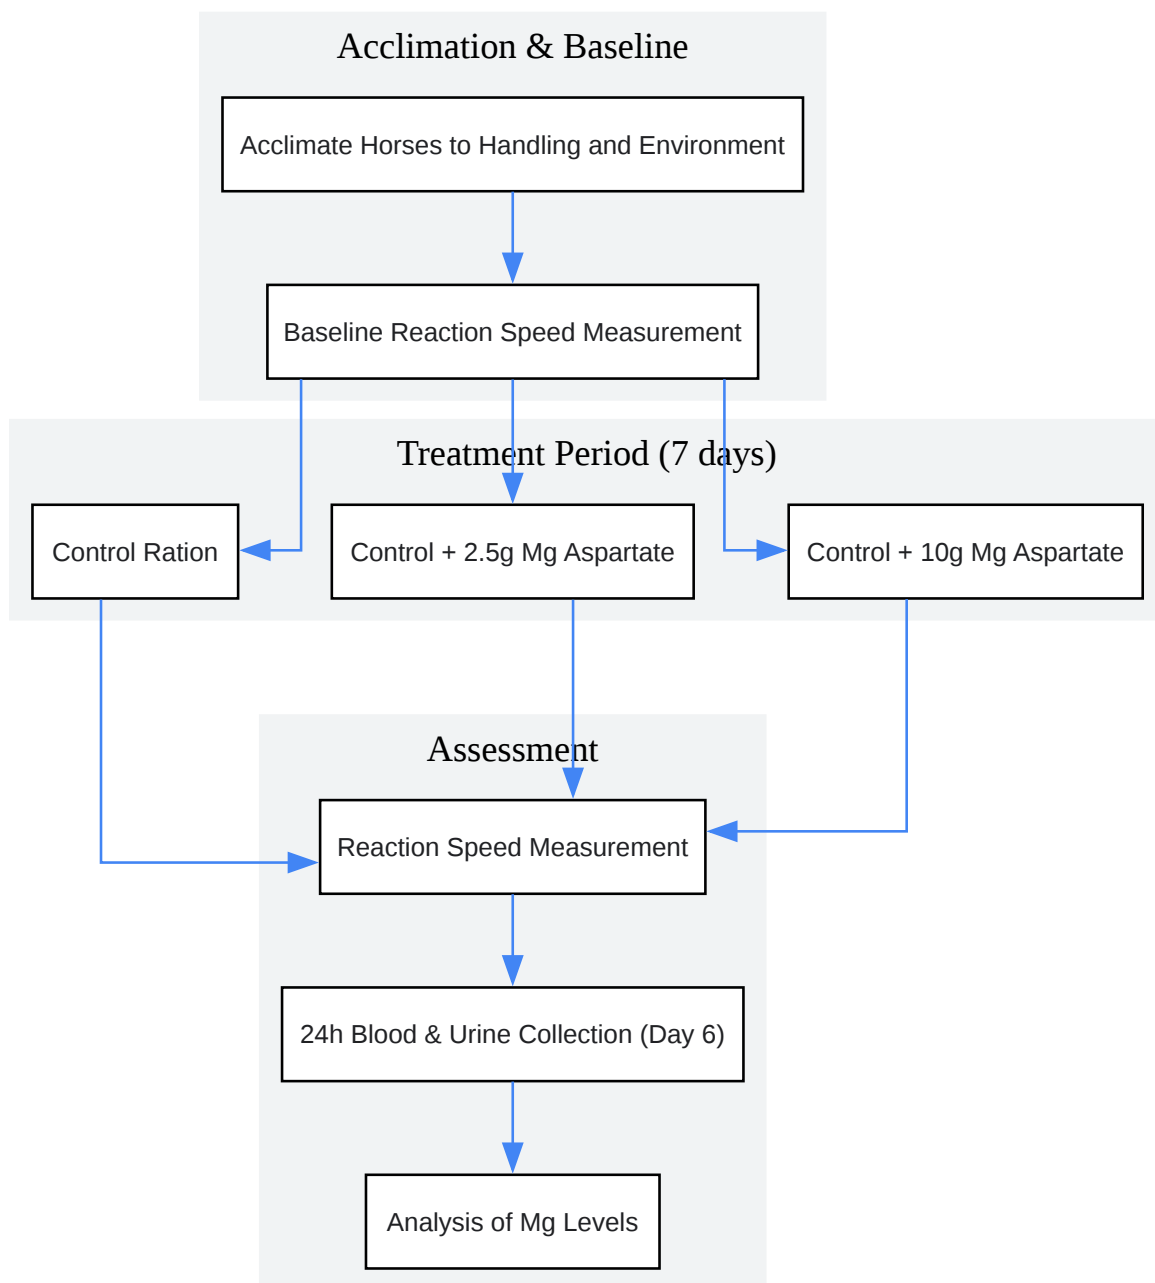 Acclimation & Baseline
Acclimate Horses to Handling and Environment
Baseline Reaction Speed Measurement
Treatment Period (7 days)
Control Ration
Control + 2.5g Mg Aspartate
Control + 10g Mg Aspartate
Assessment
Reaction Speed Measurement
24h Blood & Urine Collection (Day 6)
Analysis of Mg Levels